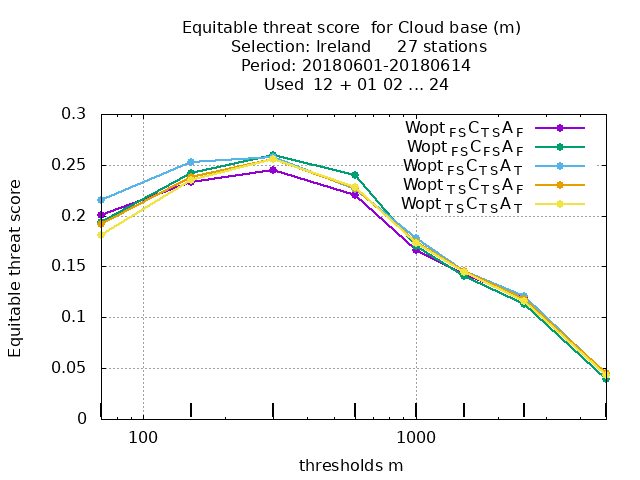 Equitable threat score  for Cloud base (m)
Selection: Ireland     27 stations
Period: 20180601-20180614
Used  12 + 01 02 ... 24
Wopt FS C TS A F
Wopt FS C FS A F
Wopt FS C TS A T
Wopt TS C TS A F
Wopt TS C TS A T
0.3
0.25
0.2
0.15
0.1
0.05
0
Equitable threat score
100 1000
thresholds m